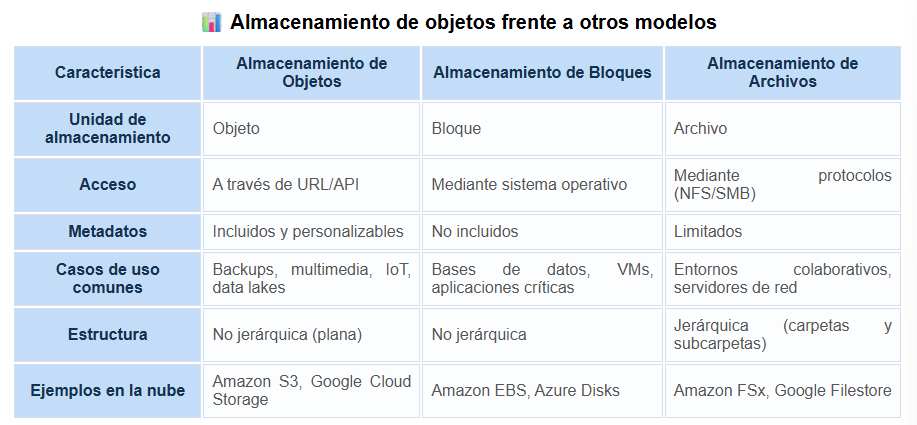 Almacenamiento de objetos frente a otros modelos
Característica
Almacenamiento de
Objetos
Almacenamiento de Bloques
Almacenamiento de
Archivos
Unidad de
almacenamiento
Objeto
Bloque
Archivo
Acceso
A través de URL/API
Mediante sistema operativo
Mediante protocolos
(NFS/SMB)
Metadatos
Incluidos y personalizables
No incluidos
Limitados
Casos de uso
comunes
Backups, multimedia, IoT,
data lakes
Bases de datos, VMs,
aplicaciones críticas
Entornos colaborativos,
servidores de red
Estructura
No jerárquica (plana)
No jerárquica
Jerárquica (carpetas y
subcarpetas)
Ejemplos en la nube
Amazon S3, Google Cloud
Storage
Amazon EBS, Azure Disks
Amazon FSx, Google Filestore